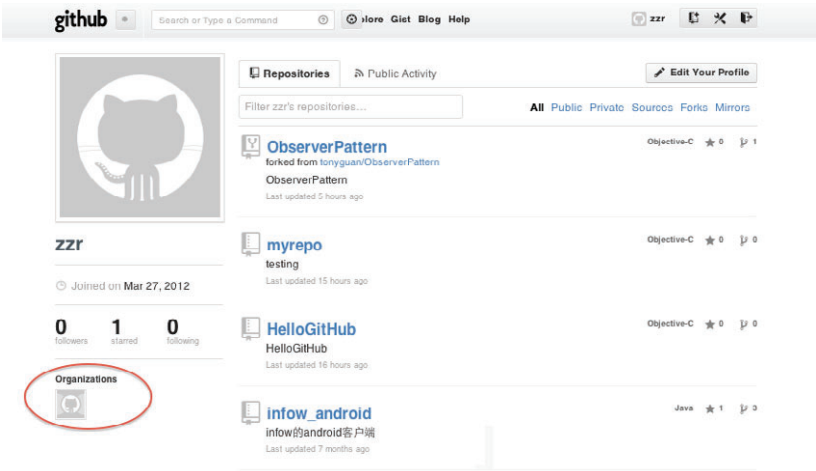 github Search or Type a Command plore Gist Blog Help zzr
Repositories Public Activity Edit Your Profile
Filter zzr's repositories... All Public Private Sources Forks Mirrors
ObserverPattern Objective-C 0 1
forked from tonyguan/ObserverPattern
ObserverPattern
Last updated 5 hours ago
zzr
myrepo Objective-C 0 0
testing
Last updated 15 hours ago
Joined on Mar 27, 2012
0 1 0
followers starred following
HelloGitHub Objective-C 0 0
HelloGitHub
Last updated 16 hours ago
Organizations
infow_android Java 1 3
infow的android客户端
Last updated 7 months ago